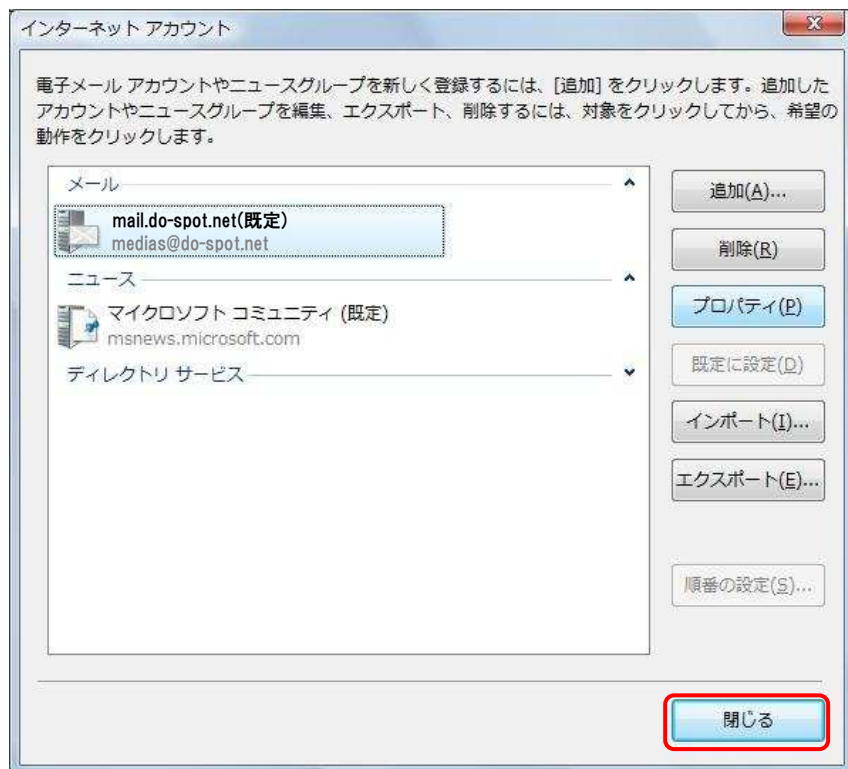 インターネット アカウント
電子メール アカウントやニュースグループを新しく登録するには、[追加] をクリックします。追加した
アカウントやニュースグループを編集、エクスポート、削除するには、対象をクリックしてから、希望の
動作をクリックします。
メール
mail.do-spot.net(既定)
medias@do-spot.net
ニュース
マイクロソフト コミュニティ (既定)
msnews.microsoft.com
ディレクトリ サービス
追加(A)...
削除(R)
プロパティ(P)
既定に設定(D)
インポート(I)...
エクスポート(E)...
順番の設定(S)...
閉じる